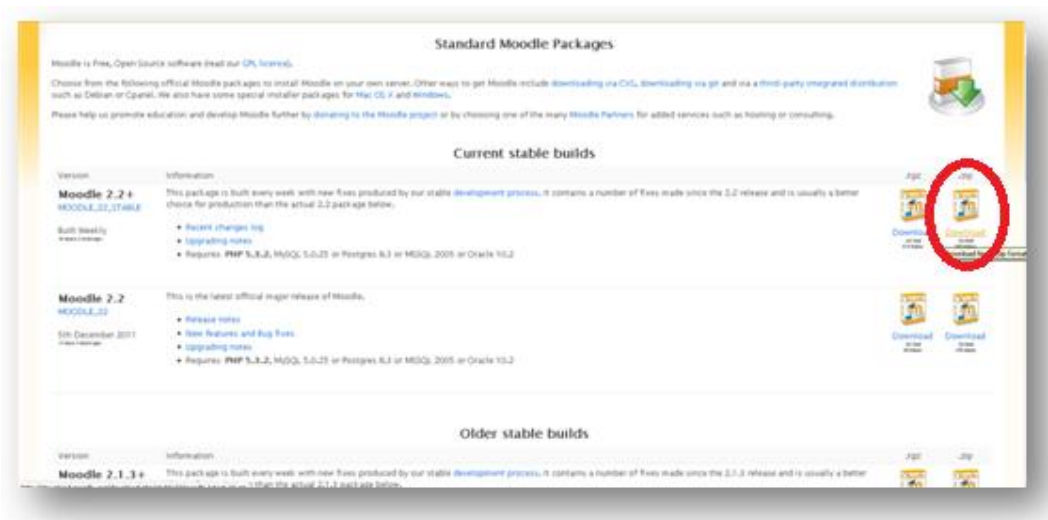 Standard Moodle Packages
Moodle is Free, Open Source software (read our GPL license).
Choose from the following official Moodle packages to install Moodle on your own server. Other ways to get Moodle include downloading via CVS, downloading via git and via a third-party integrated distribution
such as Debian or Cpanel. We also have some special installer packages for Mac OS X and Windows.
Please help us promote education and develop Moodle further by donating to the Moodle project or by choosing one of the many Moodle Partners for added services such as hosting or consulting.
Current stable builds
Version Information .tgz .zip
Moodle 2.2+ This package is built every week with new fixes produced by our stable development process. It contains a number of fixes made since the 2.2 release and is usually a better
MOODLE_22_STABLE choice for production than the actual 2.2 package below.
Built Weekly • Recent changes log Download Download
• Upgrading notes
• Requires: PHP 5.3.2, MySQL 5.0.25 or Postgres 8.3 or MSSQL 2005 or Oracle 10.2
Moodle 2.2 This is the latest official major release of Moodle.
MOODLE_22
• Release notes
5th December 2011 • New features and Bug fixes Download Download
• Upgrading notes
• Requires: PHP 5.3.2, MySQL 5.0.25 or Postgres 8.3 or MSSQL 2005 or Oracle 10.2
Older stable builds
Version Information .tgz .zip
Moodle 2.1.3+ This package is built every week with new fixes produced by our stable development process. It contains a number of fixes made since the 2.1.3 release and is usually a better
than the actual 2.1.3 package below.